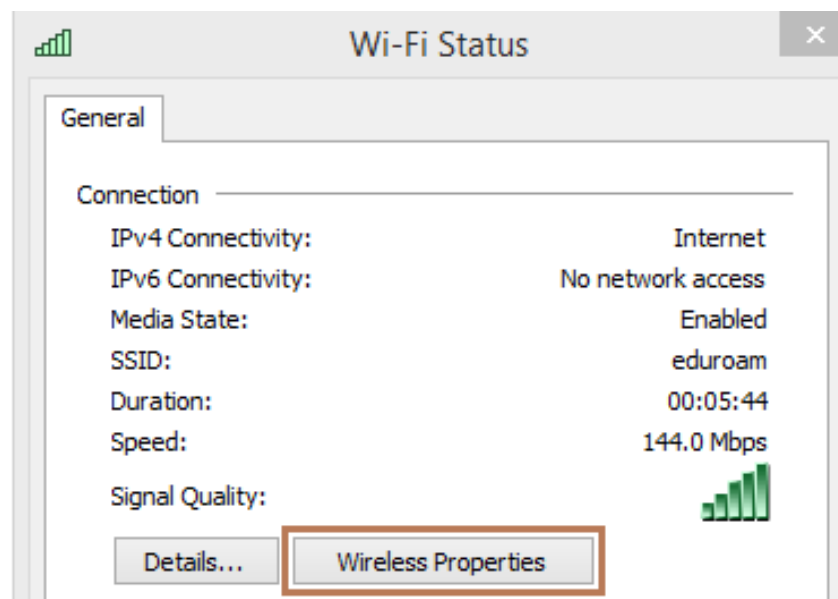 Wi-Fi Status
General
Connection
IPv4 Connectivity: Internet
IPv6 Connectivity: No network access
Media State: Enabled
SSID: eduroam
Duration: 00:05:44
Speed: 144.0 Mbps
Signal Quality:
Details... Wireless Properties